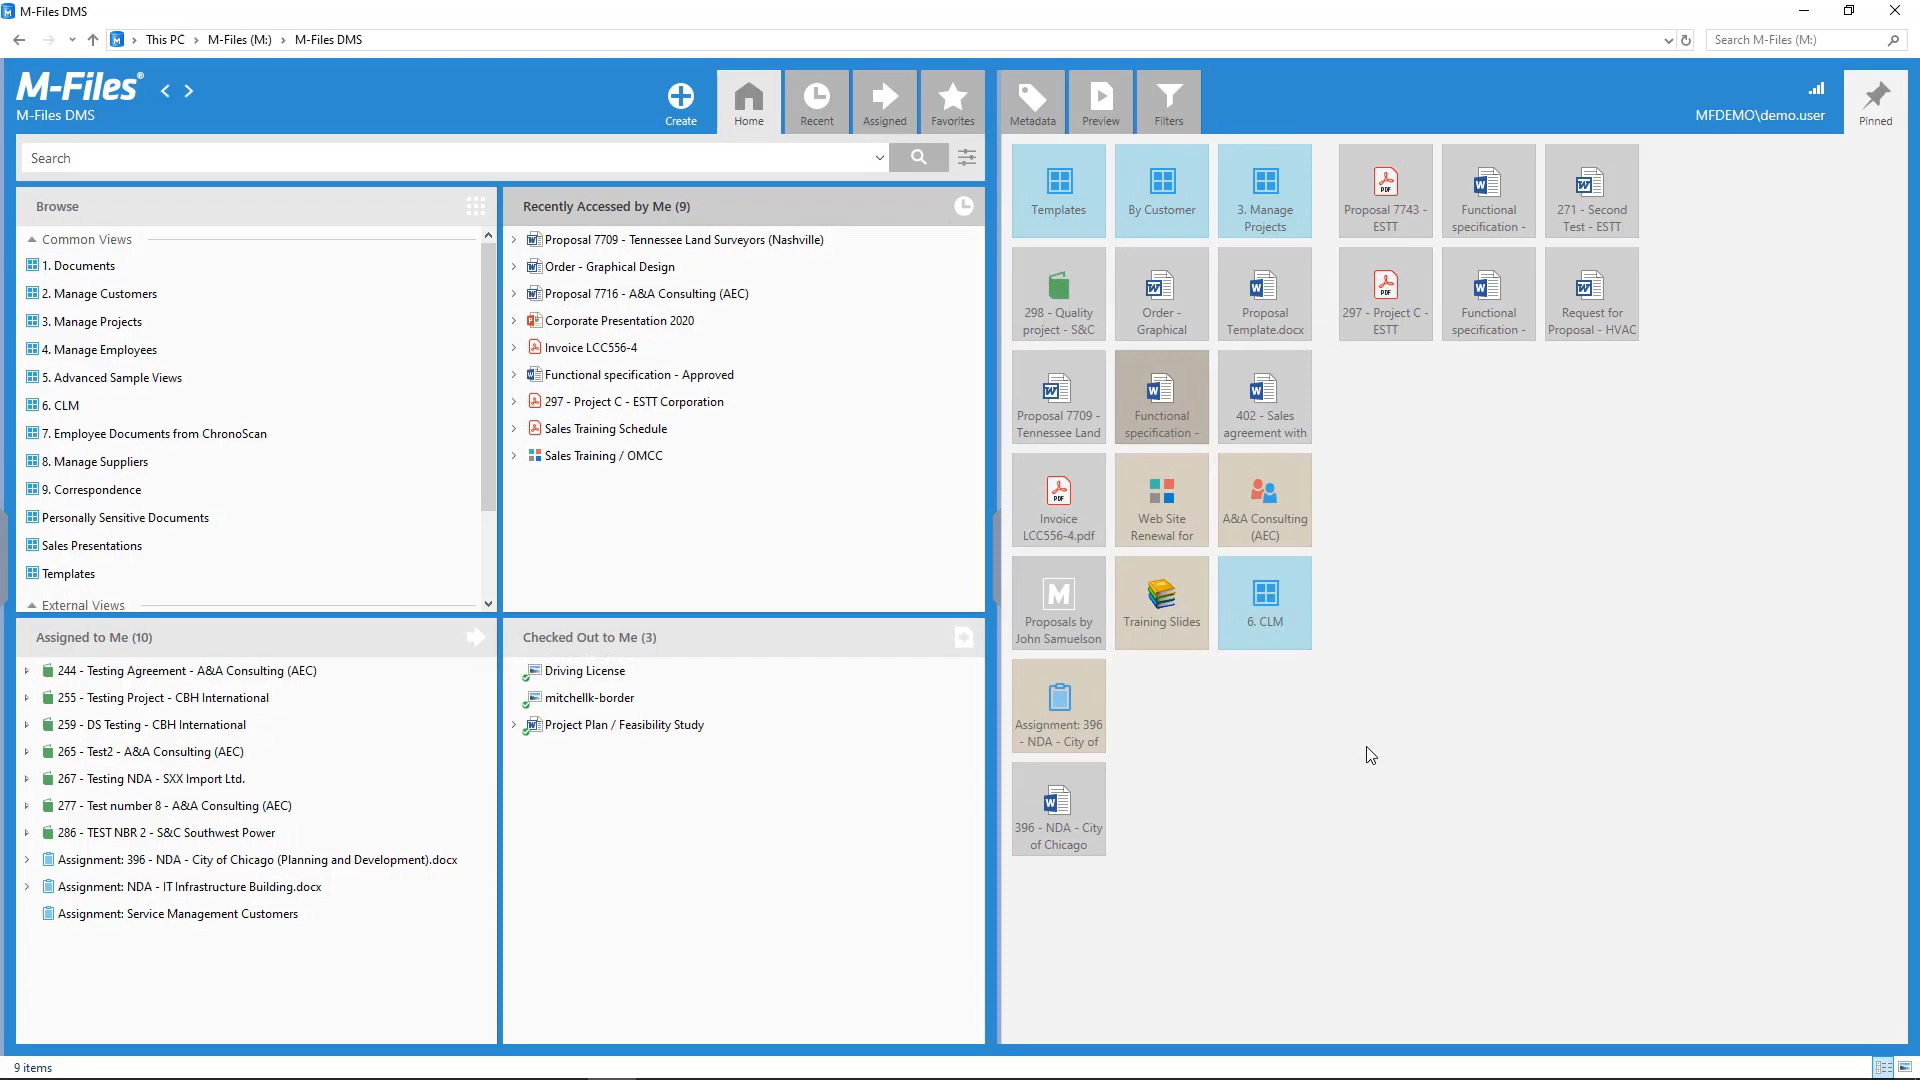 M-Files DMS
This PC › M-Files (M:) › M-Files DMS
Search M-Files (M:)
M-Files®
M-Files DMS
Create
Home
Recent
Assigned
Favorites
Metadata
Preview
Filters
MFDEMO\demo.user
Pinned
Search
Browse
Common Views
1. Documents
2. Manage Customers
3. Manage Projects
4. Manage Employees
5. Advanced Sample Views
6. CLM
7. Employee Documents from ChronoScan
8. Manage Suppliers
9. Correspondence
Personally Sensitive Documents
Sales Presentations
Templates
External Views
Recently Accessed by Me (9)
Proposal 7709 - Tennessee Land Surveyors (Nashville)
Order - Graphical Design
Proposal 7716 - A&A Consulting (AEC)
Corporate Presentation 2020
Invoice LCC556-4
Functional specification - Approved
297 - Project C - ESTT Corporation
Sales Training Schedule
Sales Training / OMCC
Assigned to Me (10)
244 - Testing Agreement - A&A Consulting (AEC)
255 - Testing Project - CBH International
259 - DS Testing - CBH International
265 - Test2 - A&A Consulting (AEC)
267 - Testing NDA - SXX Import Ltd.
277 - Test number 8 - A&A Consulting (AEC)
286 - TEST NBR 2 - S&C Southwest Power
Assignment: 396 - NDA - City of Chicago (Planning and Development).docx
Assignment: NDA - IT Infrastructure Building.docx
Assignment: Service Management Customers
Checked Out to Me (3)
Driving License
mitchellk-border
Project Plan / Feasibility Study
Templates
By Customer
3. Manage
Projects
PDF
Proposal 7743 -
ESTT
Functional
specification -
271 - Second
Test - ESTT
298 - Quality
project - S&C
Order -
Graphical
Proposal
Template.docx
PDF
297 - Project C -
ESTT
Functional
specification -
Request for
Proposal - HVAC
Proposal 7709 -
Tennessee Land
Functional
specification -
402 - Sales
agreement with
PDF
Invoice
LCC556-4.pdf
Web Site
Renewal for
A&A Consulting
(AEC)
M
Proposals by
John Samuelson
Training Slides
6. CLM
Assignment: 396
- NDA - City of
396 - NDA - City
of Chicago
9 items